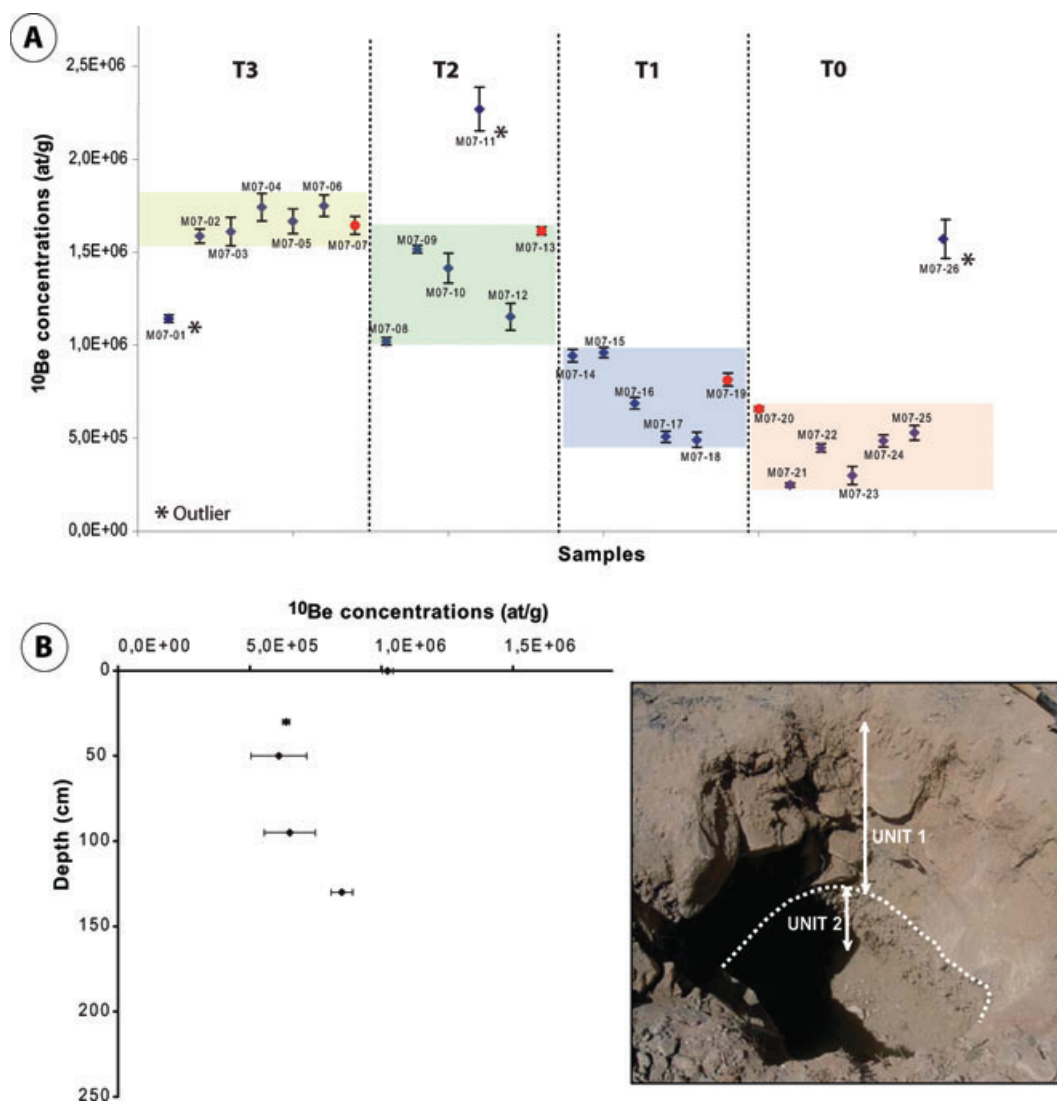 A
T3 T2 T1 T0
¹⁰Be concentrations (at/g)
2,5E+06
2,0E+06
1,5E+06
1,0E+06
5,0E+05
0,0E+00
M07-01
M07-02
M07-03
M07-04
M07-05
M07-06
M07-07
M07-08
M07-09
M07-10
M07-11
M07-12
M07-13
M07-14
M07-15
M07-16
M07-17
M07-18
M07-19
M07-20
M07-21
M07-22
M07-23
M07-24
M07-25
M07-26
* Outlier
Samples
B
¹⁰Be concentrations (at/g)
0,0E+00 5,0E+05 1,0E+06 1,5E+06
Depth (cm)
0
50
100
150
200
250
UNIT 1
UNIT 2